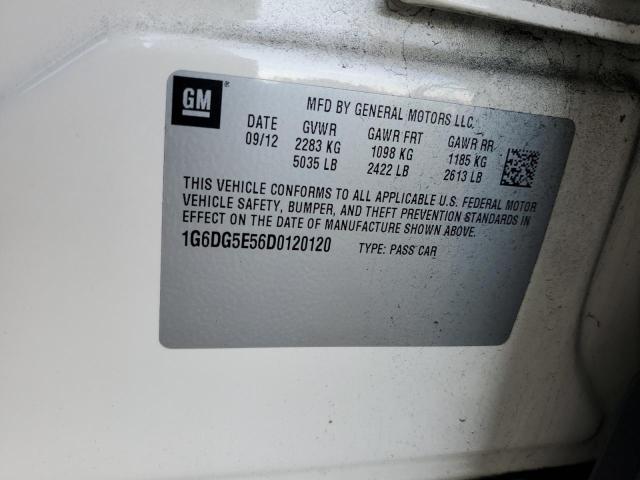 GM
MFD BY GENERAL MOTORS LLC
DATE GVWR GAWR FRT GAWR RR
09/12 2283 KG 1098 KG 1185 KG
5035 LB 2422 LB 2613 LB
THIS VEHICLE CONFORMS TO ALL APPLICABLE U.S. FEDERAL MOTOR
VEHICLE SAFETY, BUMPER, AND THEFT PREVENTION STANDARDS IN
EFFECT ON THE DATE OF MANUFACTURE SHOWN ABOVE.
1G6DG5E56D0120120 TYPE: PASS CAR